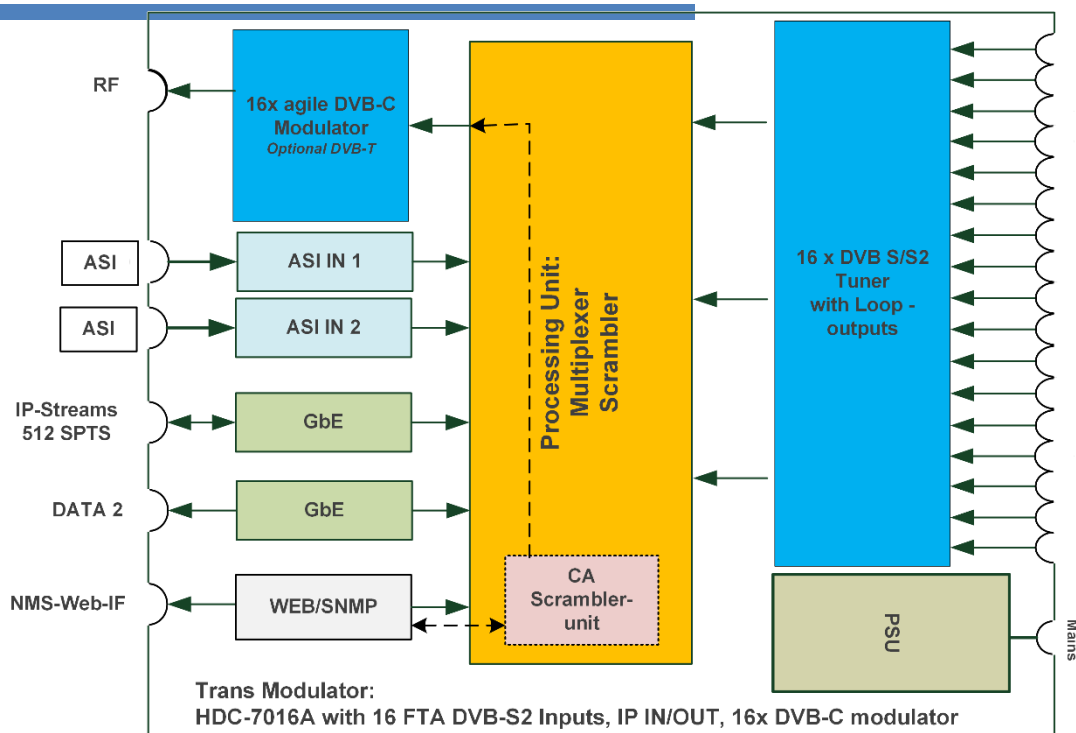 RF
16x agile DVB-C
Modulator
Optional DVB-T
ASI
ASI IN 1
ASI
ASI IN 2
IP-Streams
512 SPTS
GbE
DATA 2
GbE
NMS-Web-IF
WEB/SNMP
Processing Unit:
Multiplexer
Scrambler
CA
Scrambler-
unit
16 x DVB S/S2
Tuner
with Loop -
outputs
PSU
Mains
Trans Modulator:
HDC-7016A with 16 FTA DVB-S2 Inputs, IP IN/OUT, 16x DVB-C modulator